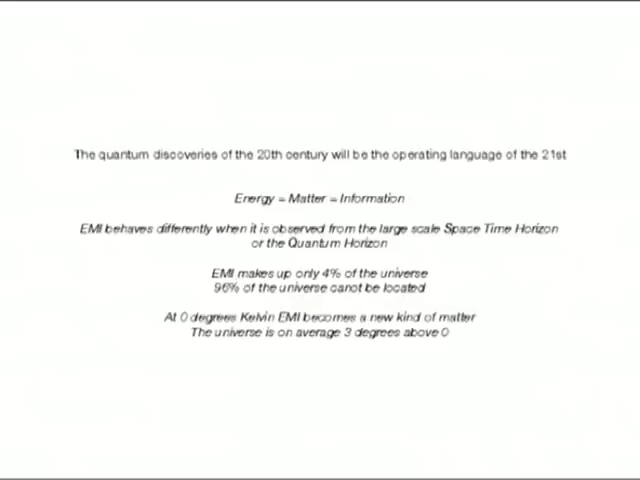 The quantum discoveries of the 20th century will be the operating language of the 21st
Energy = Matter = Information
EMI behaves differently when it is observed from the large scale Space Time Horizon
or the Quantum Horizon
EMI makes up only 4% of the universe
96% of the universe canot be located
At 0 degrees Kelvin EMI becomes a new kind of matter
The universe is on average 3 degrees above 0